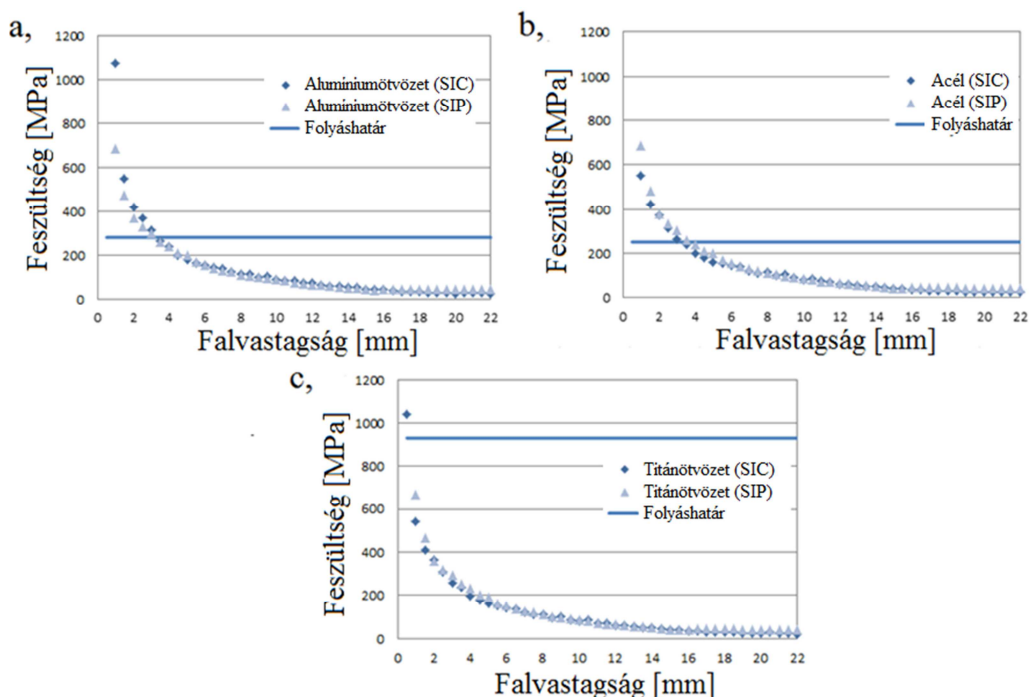 a,
Feszültség [MPa]
1200
1000
800
600
400
200
0
Alumíniumötvözet (SIC)
Alumíniumötvözet (SIP)
Folyáshatár
0 2 4 6 8 10 12 14 16 18 20 22
Falvastagság [mm]
b,
Feszültség [MPa]
1200
1000
800
600
400
200
0
Acél (SIC)
Acél (SIP)
Folyáshatár
0 2 4 6 8 10 12 14 16 18 20 22
Falvastagság [mm]
c,
Feszültség [MPa]
1200
1000
800
600
400
200
0
Titánötvözet (SIC)
Titánötvözet (SIP)
Folyáshatár
0 2 4 6 8 10 12 14 16 18 20 22
Falvastagság [mm]